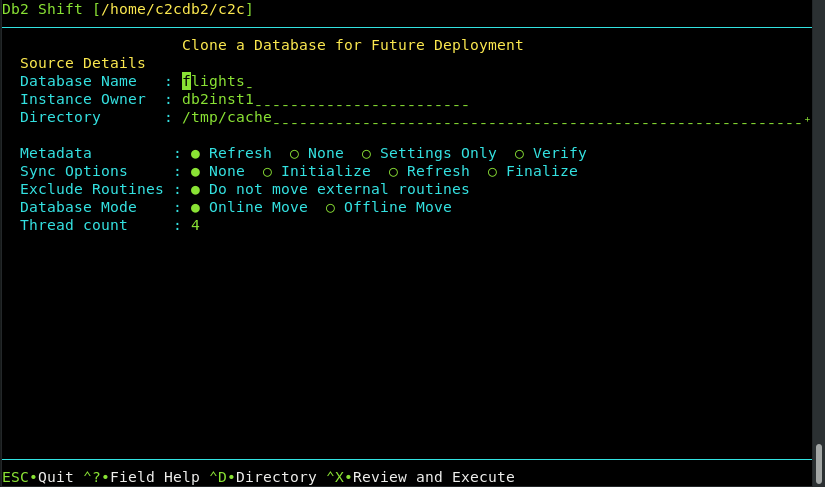 Db2 Shift [/home/c2cdb2/c2c]
Clone a Database for Future Deployment
Source Details
Database Name : flights_
Instance Owner : db2inst1________________________
Directory : /tmp/cache___________________________________________________________+
Metadata : ● Refresh ○ None ○ Settings Only ○ Verify
Sync Options : ● None ○ Initialize ○ Refresh ○ Finalize
Exclude Routines : ● Do not move external routines
Database Mode : ● Online Move ○ Offline Move
Thread count : 4
ESC•Quit ^?•Field Help ^D•Directory ^X•Review and Execute